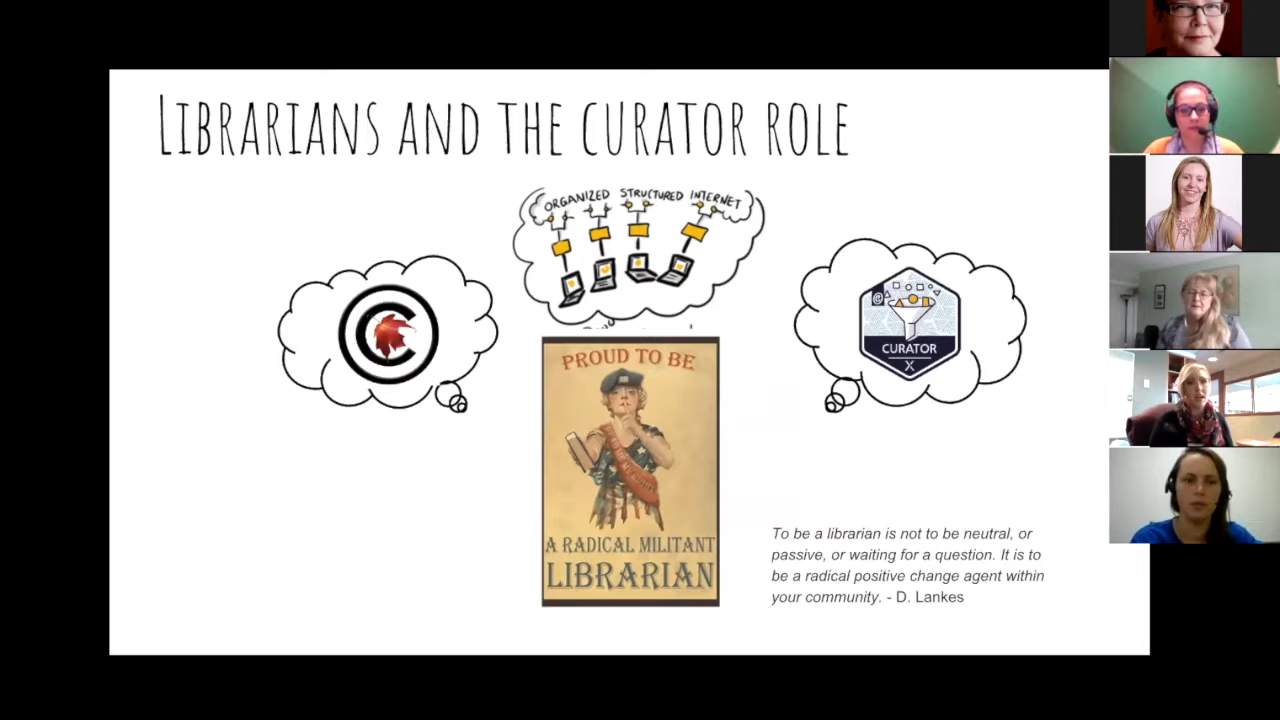 LIBRARIANS AND THE CURATOR ROLE
ORGANIZED STRUCTURED INTERNET
C
@
CURATOR
X
PROUD TO BE
A RADICAL MILITANT
LIBRARIAN
To be a librarian is not to be neutral, or
passive, or waiting for a question. It is to
be a radical positive change agent within
your community. - D. Lankes